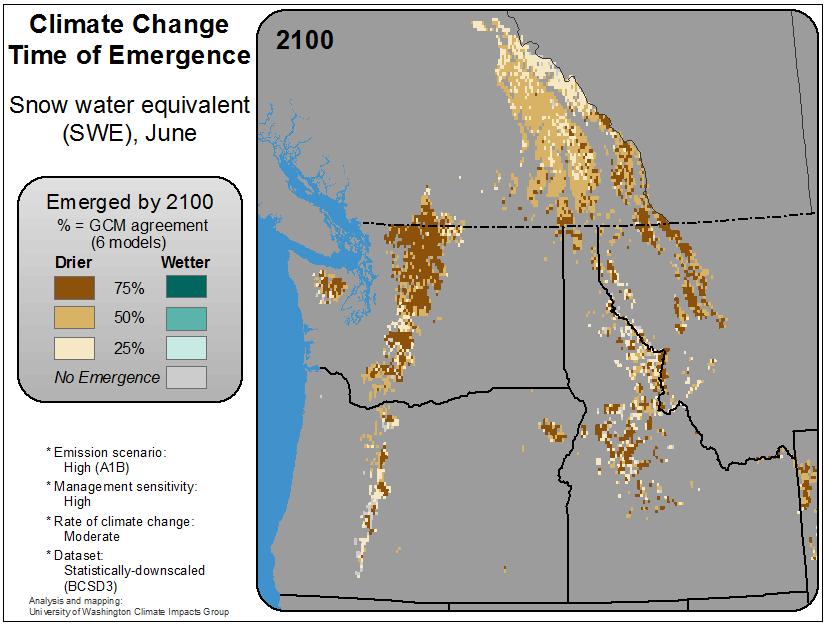 Climate Change
Time of Emergence
Snow water equivalent
(SWE), June
Emerged by 2100
% = GCM agreement
(6 models)
Drier Wetter
75%
50%
25%
No Emergence
* Emission scenario:
High (A1B)
* Management sensitivity:
High
* Rate of climate change:
Moderate
* Dataset:
Statistically-downscaled
(BCSD3)
Analysis and mapping:
University of Washington Climate Impacts Group
2100